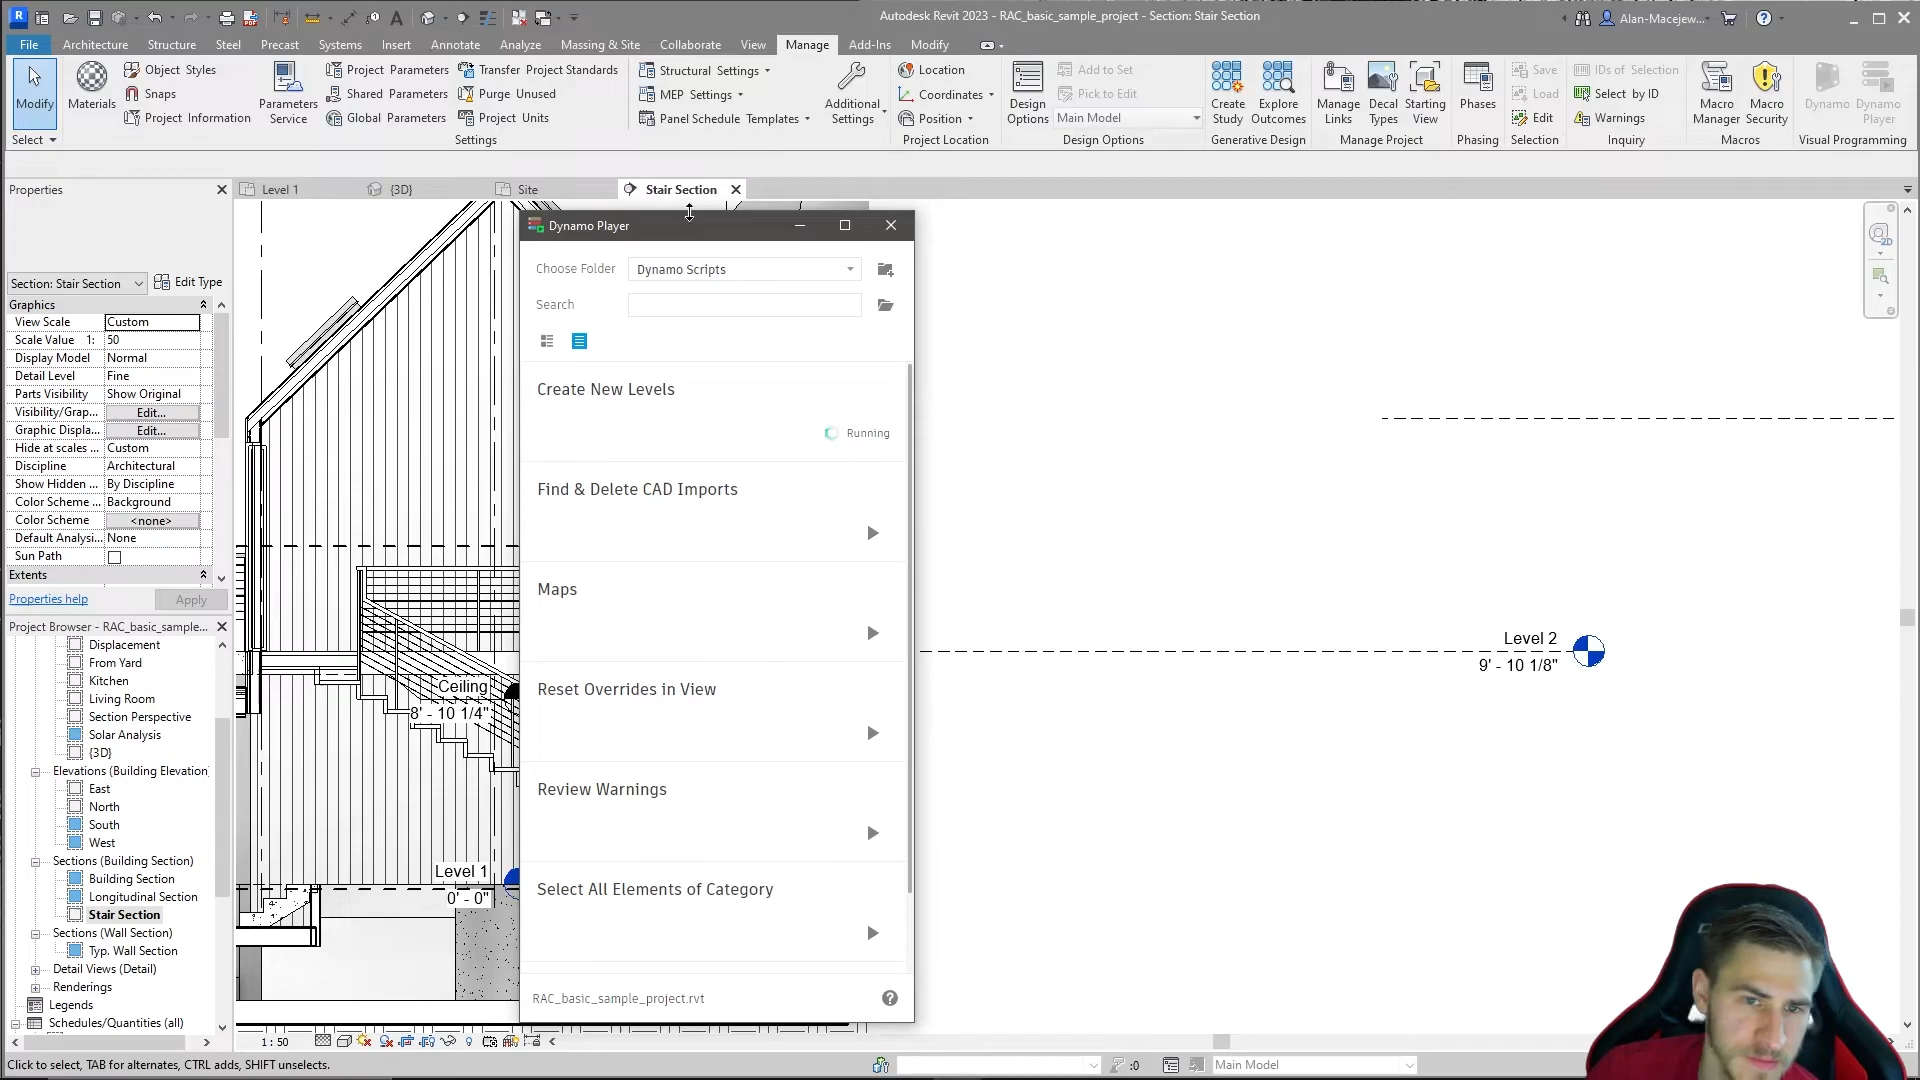 Autodesk Revit 2023 - RAC_basic_sample_project - Section: Stair Section
Alan-Macejew...
File Architecture Structure Steel Precast Systems Insert Annotate Analyze Massing & Site Collaborate View Manage Add-Ins Modify
Modify
Select
Materials
Object Styles
Snaps
Project Information
Parameters
Service
Project Parameters
Shared Parameters
Global Parameters
Transfer Project Standards
Purge Unused
Project Units
Settings
Structural Settings
MEP Settings
Panel Schedule Templates
Additional
Settings
Location
Coordinates
Position
Project Location
Design
Options
Add to Set
Pick to Edit
Main Model
Design Options
Create
Study
Explore
Outcomes
Generative Design
Manage
Links
Decal
Types
Starting
View
Manage Project
Phases
Phasing
Save
Load
Edit
Selection
IDs of Selection
Select by ID
Warnings
Inquiry
Macro
Manager
Macro
Security
Macros
Dynamo
Dynamo
Player
Visual Programming
Properties
Level 1
{3D}
Site
Stair Section
Section: Stair Section
Edit Type
Graphics
View Scale Custom
Scale Value 1: 50
Display Model Normal
Detail Level Fine
Parts Visibility Show Original
Visibility/Grap... Edit...
Graphic Displa... Edit...
Hide at scales ... Custom
Discipline Architectural
Show Hidden ... By Discipline
Color Scheme ... Background
Color Scheme <none>
Default Analysi... None
Sun Path
Extents
Properties help
Apply
Project Browser - RAC_basic_sample...
Displacement
From Yard
Kitchen
Living Room
Section Perspective
Solar Analysis
{3D}
Elevations (Building Elevation)
East
North
South
West
Sections (Building Section)
Building Section
Longitudinal Section
Stair Section
Sections (Wall Section)
Typ. Wall Section
Detail Views (Detail)
Renderings
Legends
Schedules/Quantities (all)
Dynamo Player
Choose Folder
Dynamo Scripts
Search
Create New Levels
Running
Find & Delete CAD Imports
Maps
Reset Overrides in View
Review Warnings
Select All Elements of Category
RAC_basic_sample_project.rvt
Ceiling
8' - 10 1/4"
Level 1
0' - 0"
Level 2
9' - 10 1/8"
2D
1 : 50
Click to select, TAB for alternates, CTRL adds, SHIFT unselects.
:0
Main Model